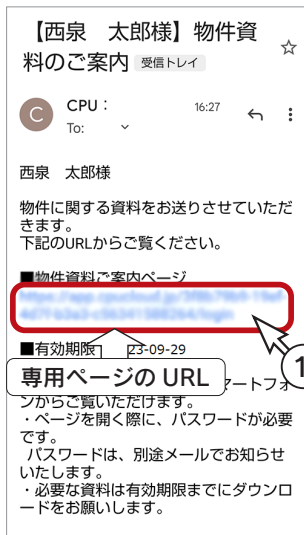 【西泉　太郎様】物件資
料のご案内 受信トレイ
C
CPU：
16:27
To:
西泉　太郎様
物件に関する資料をお送りさせていただ
きます。
下記のURLからご覧ください。
■物件資料ご案内ページ
■有効期限
23-09-29
1
専用ページの URL
マートフォ
ンからご覧いただけます。
・ページを開く際に、パスワードが必要
です。
パスワードは、別途メールでお知らせ
いたします。
・必要な資料は有効期限までにダウンロ
ードをお願いします。